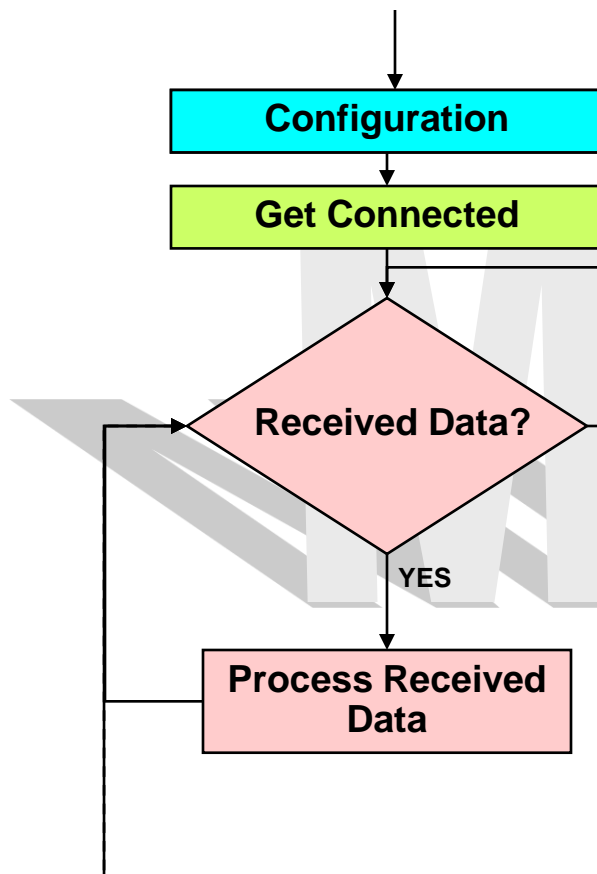 Configuration
Get Connected
Received Data?
YES
Process Received
Data